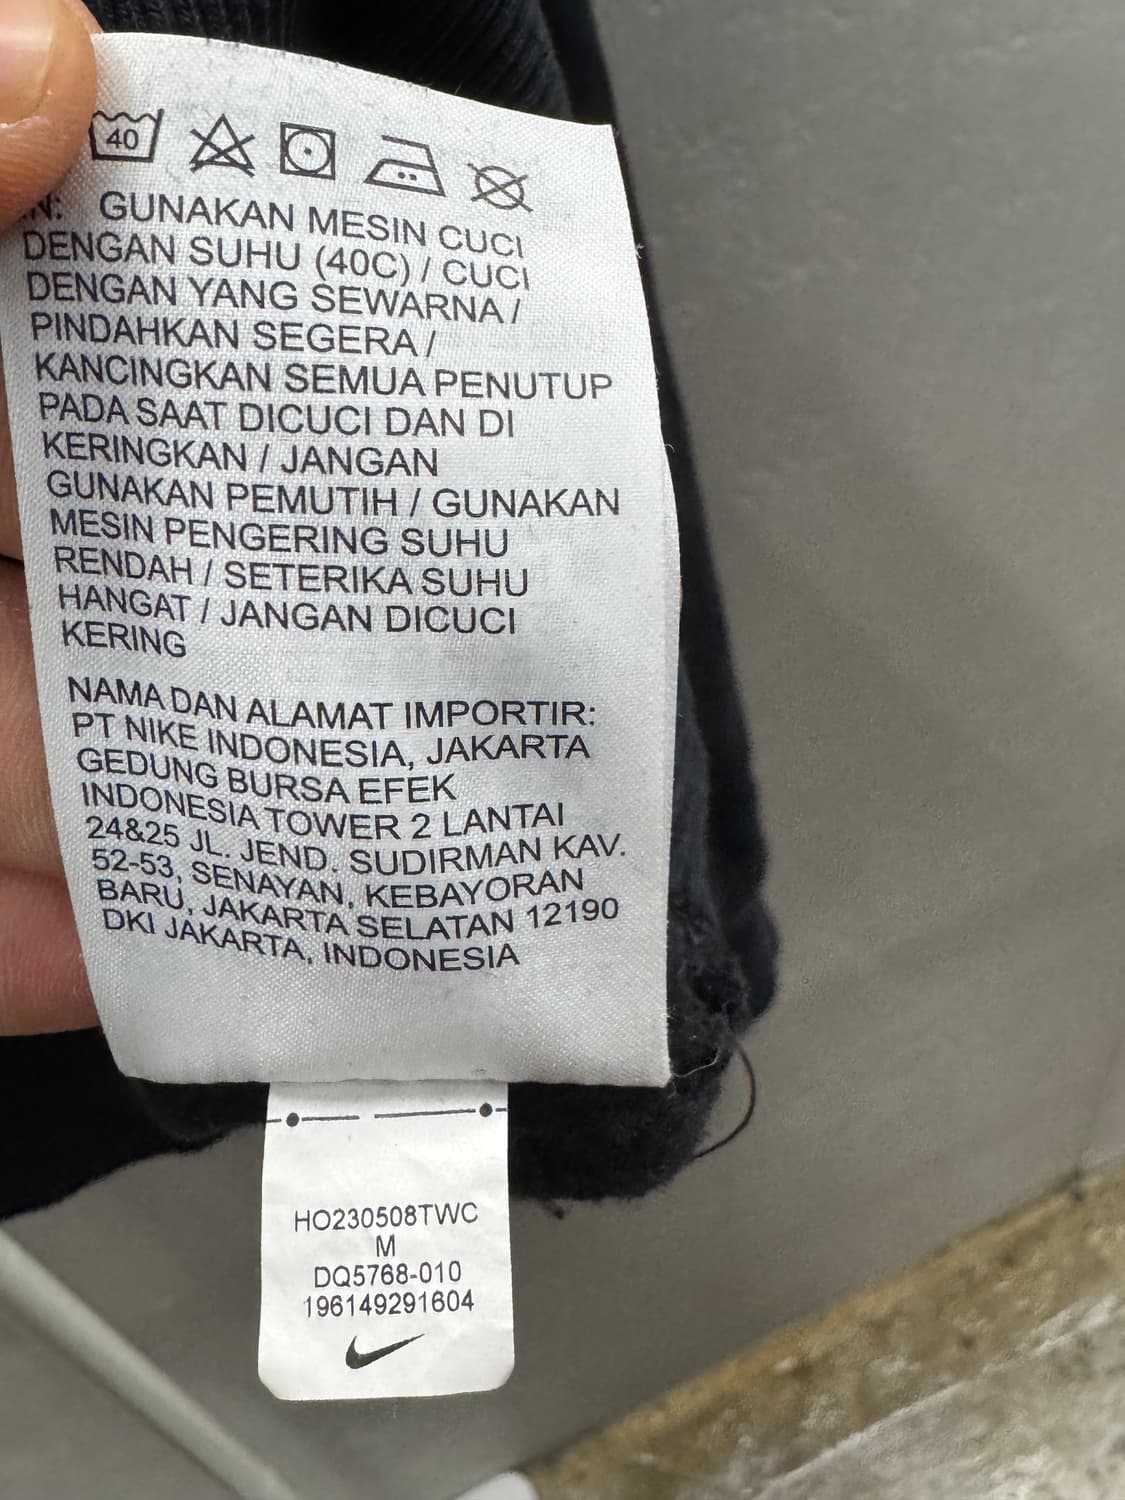 40
IN: GUNAKAN MESIN CUCI
DENGAN SUHU (40C) / CUCI
DENGAN YANG SEWARNA /
PINDAHKAN SEGERA /
KANCINGKAN SEMUA PENUTUP
PADA SAAT DICUCI DAN DI
KERINGKAN / JANGAN
GUNAKAN PEMUTIH / GUNAKAN
MESIN PENGERING SUHU
RENDAH / SETERIKA SUHU
HANGAT / JANGAN DICUCI
KERING
NAMA DAN ALAMAT IMPORTIR:
PT NIKE INDONESIA, JAKARTA
GEDUNG BURSA EFEK
INDONESIA TOWER 2 LANTAI
24&25 JL. JEND. SUDIRMAN KAV.
52-53, SENAYAN, KEBAYORAN
BARU, JAKARTA SELATAN 12190
DKI JAKARTA, INDONESIA
HO230508TWC
M
DQ5768-010
196149291604